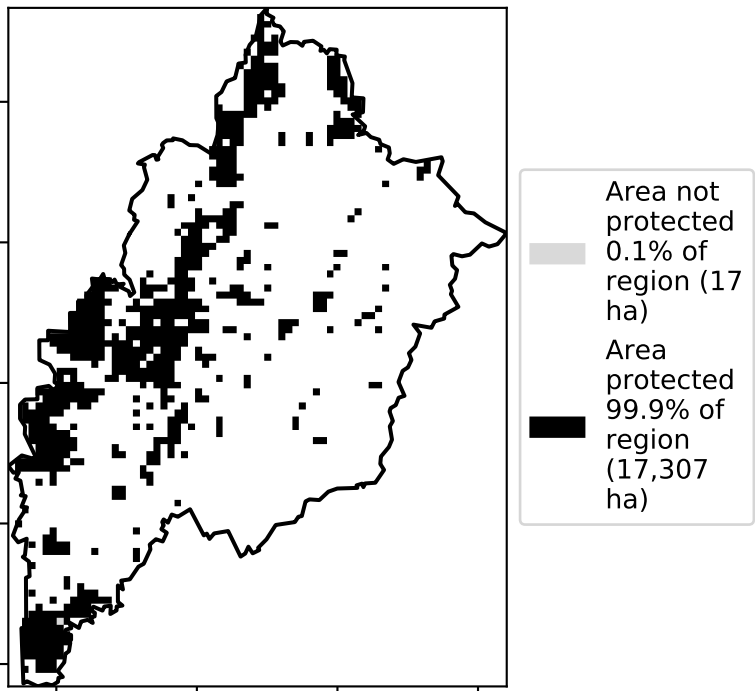 Area not
protected
0.1% of
region (17
ha)
Area
protected
99.9% of
region
(17,307
ha)